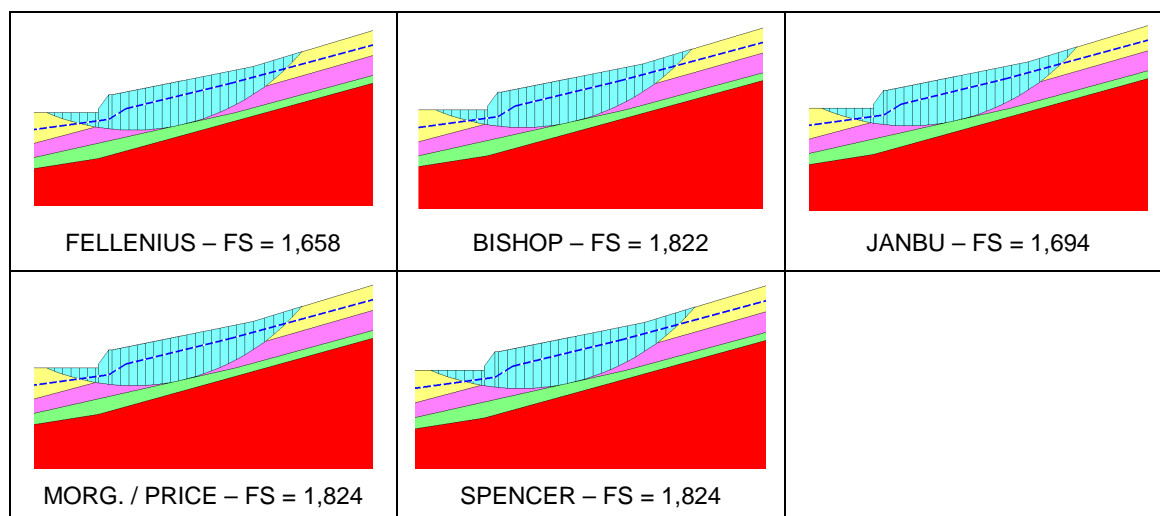 FELLENIUS – FS = 1,658
BISHOP – FS = 1,822
JANBU – FS = 1,694
MORG. / PRICE – FS = 1,824
SPENCER – FS = 1,824